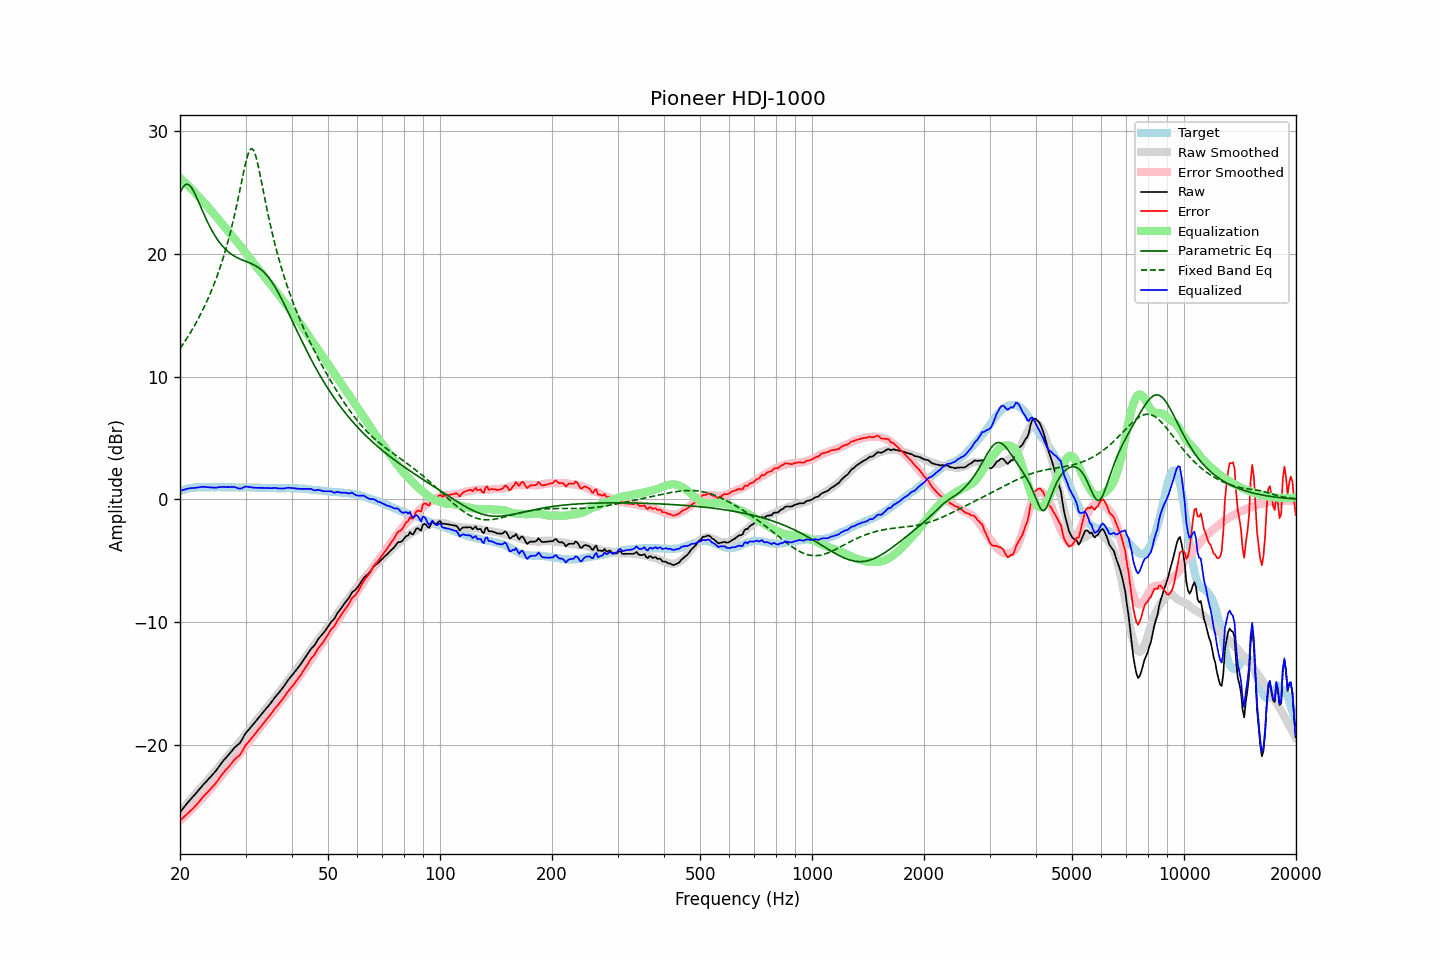 Pioneer HDJ-1000
30
20
10
0
−10
−20
Amplitude (dBr)
Target
Raw Smoothed
Error Smoothed
Raw
Error
Equalization
Parametric Eq
Fixed Band Eq
Equalized
20 50 100 200 500 1000 2000 5000 10000 20000
Frequency (Hz)